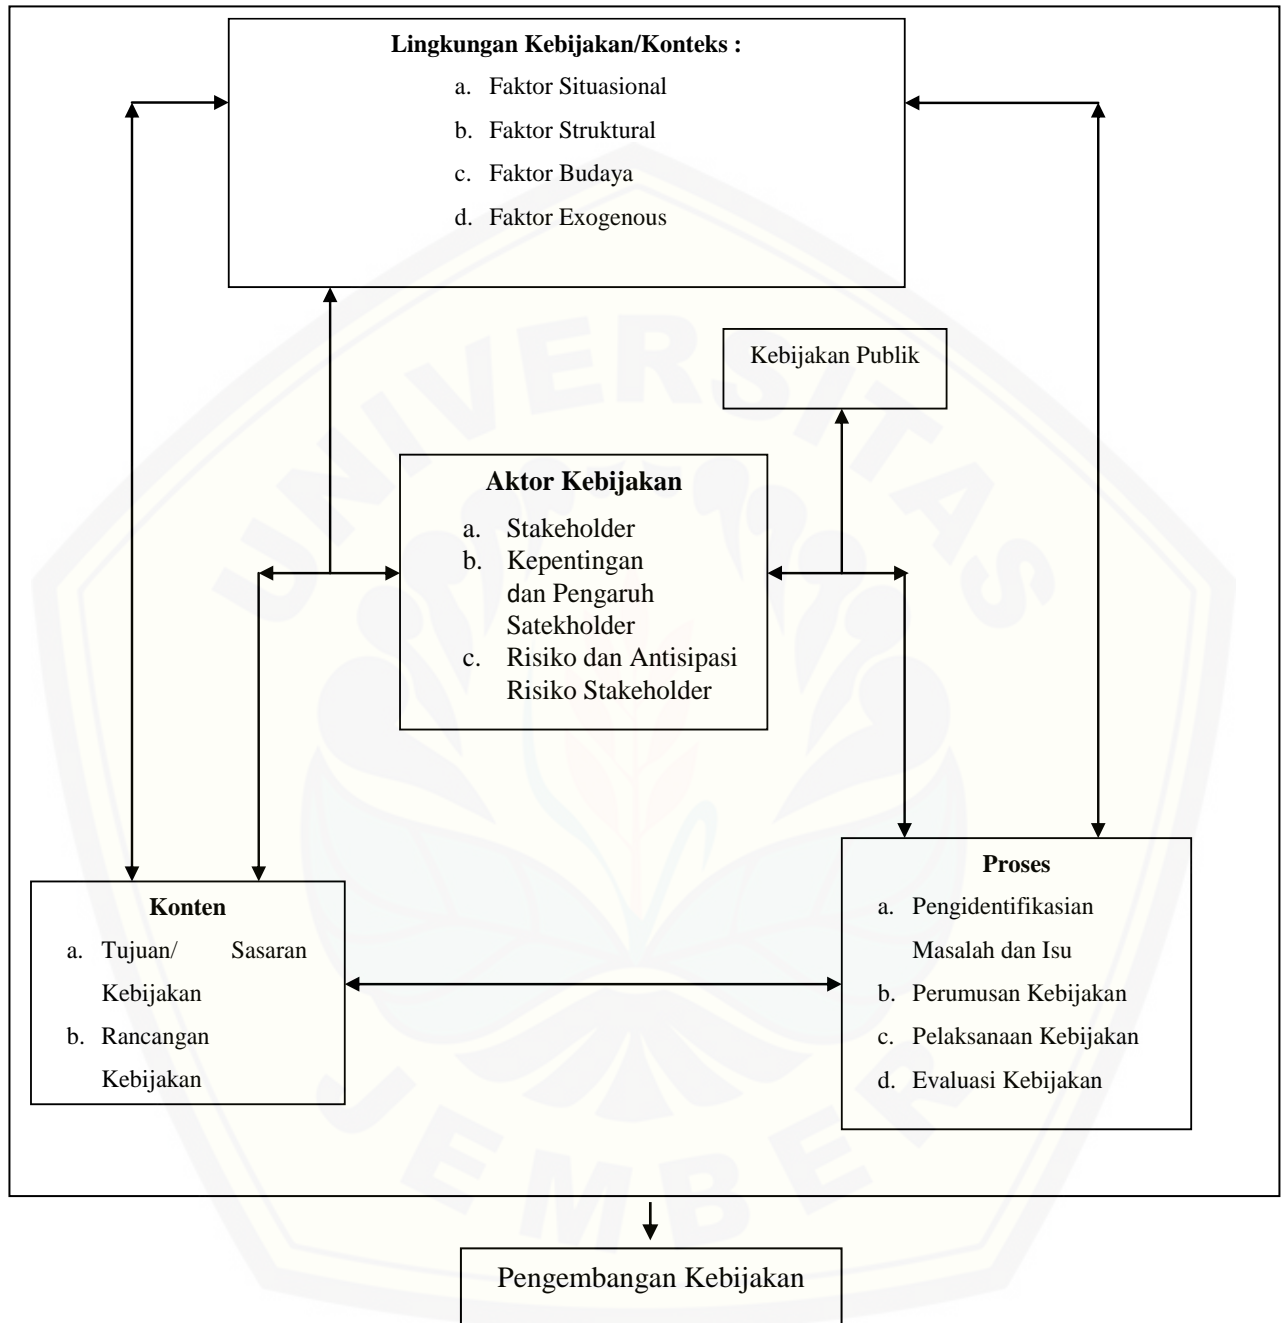 Lingkungan Kebijakan/Konteks :
a. Faktor Situasional
b. Faktor Struktural
c. Faktor Budaya
d. Faktor Exogenous
Kebijakan Publik
Aktor Kebijakan
a. Stakeholder
b. Kepentingan
dan Pengaruh
Satekholder
c. Risiko dan Antisipasi
Risiko Stakeholder
Konten
a. Tujuan/ Sasaran
Kebijakan
b. Rancangan
Kebijakan
Proses
a. Pengidentifikasian
Masalah dan Isu
b. Perumusan Kebijakan
c. Pelaksanaan Kebijakan
d. Evaluasi Kebijakan
Pengembangan Kebijakan
UNIVERSITAS
JEMBER